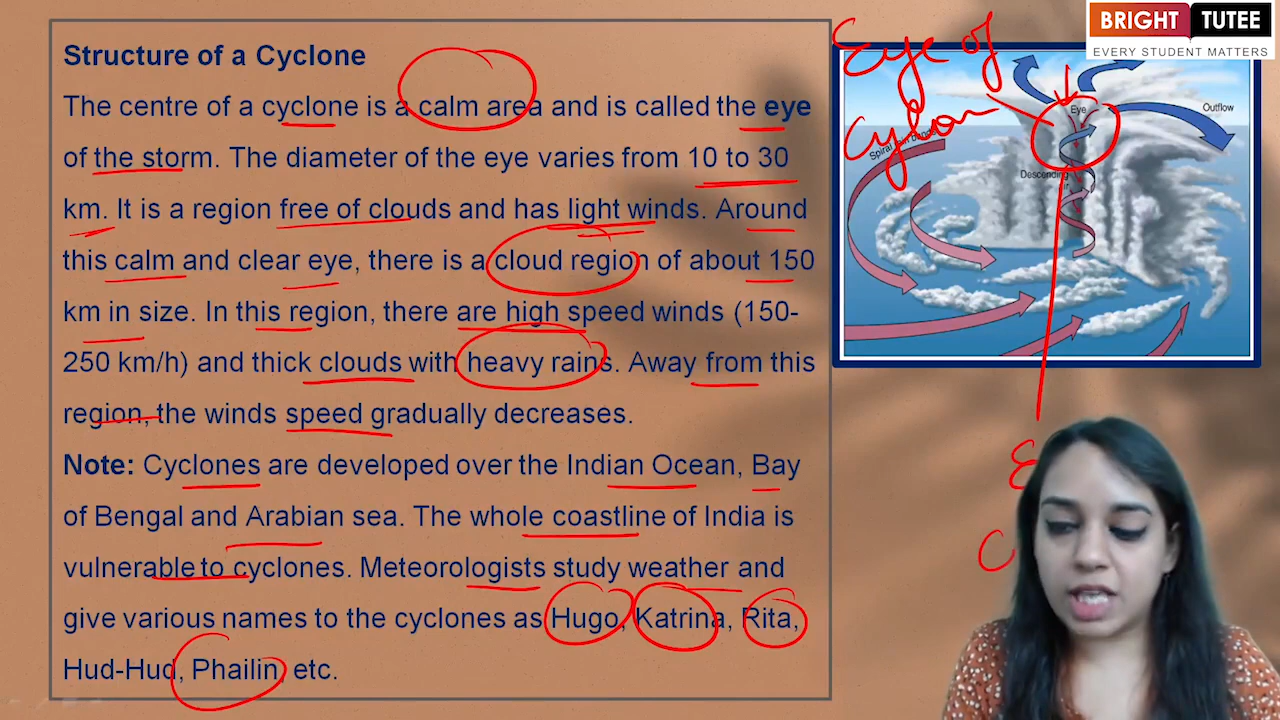 BRIGHT TUTEE
EVERY STUDENT MATTERS
Structure of a Cyclone
The centre of a cyclone is a calm area and is called the eye
of the storm. The diameter of the eye varies from 10 to 30
km. It is a region free of clouds and has light winds. Around
this calm and clear eye, there is a cloud region of about 150
km in size. In this region, there are high speed winds (150-
250 km/h) and thick clouds with heavy rains. Away from this
region, the winds speed gradually decreases.
Note: Cyclones are developed over the Indian Ocean, Bay
of Bengal and Arabian sea. The whole coastline of India is
vulnerable to cyclones. Meteorologists study weather and
give various names to the cyclones as Hugo, Katrina, Rita,
Hud-Hud, Phailin, etc.
Eye of
Cyclone
Eye
Outflow
Spiral rain bands
Descending
E
C